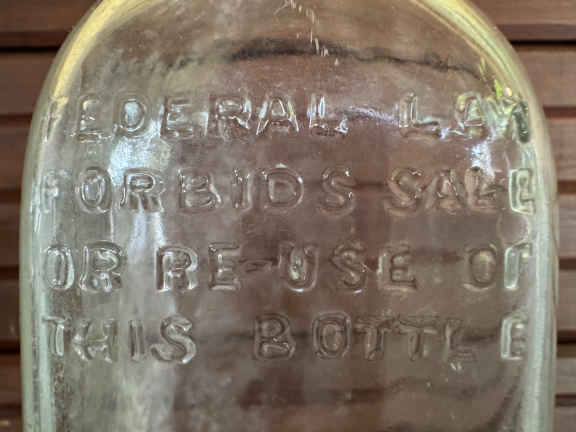 FEDERAL LAW
FORBIDS SALE
OR RE-USE OF
THIS BOTTLE